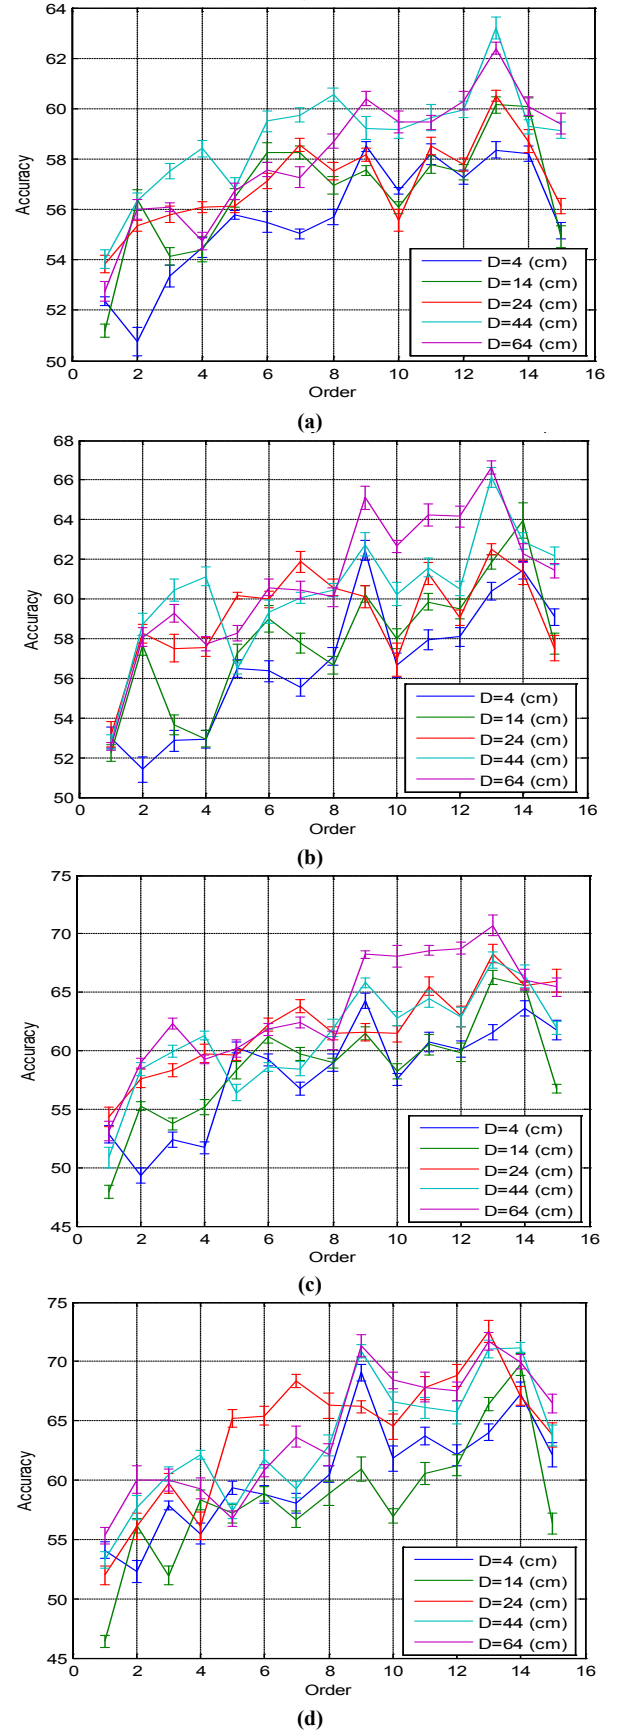 64
62
60
58
56
54
52
50
Accuracy
D=4 (cm)
D=14 (cm)
D=24 (cm)
D=44 (cm)
D=64 (cm)
0 2 4 6 8 10 12 14 16
Order
(a)
68
66
64
62
60
58
56
54
52
50
Accuracy
D=4 (cm)
D=14 (cm)
D=24 (cm)
D=44 (cm)
D=64 (cm)
0 2 4 6 8 10 12 14 16
Order
(b)
75
70
65
60
55
50
45
Accuracy
D=4 (cm)
D=14 (cm)
D=24 (cm)
D=44 (cm)
D=64 (cm)
0 2 4 6 8 10 12 14 16
Order
(c)
75
70
65
60
55
50
45
Accuracy
D=4 (cm)
D=14 (cm)
D=24 (cm)
D=44 (cm)
D=64 (cm)
0 2 4 6 8 10 12 14 16
Order
(d)